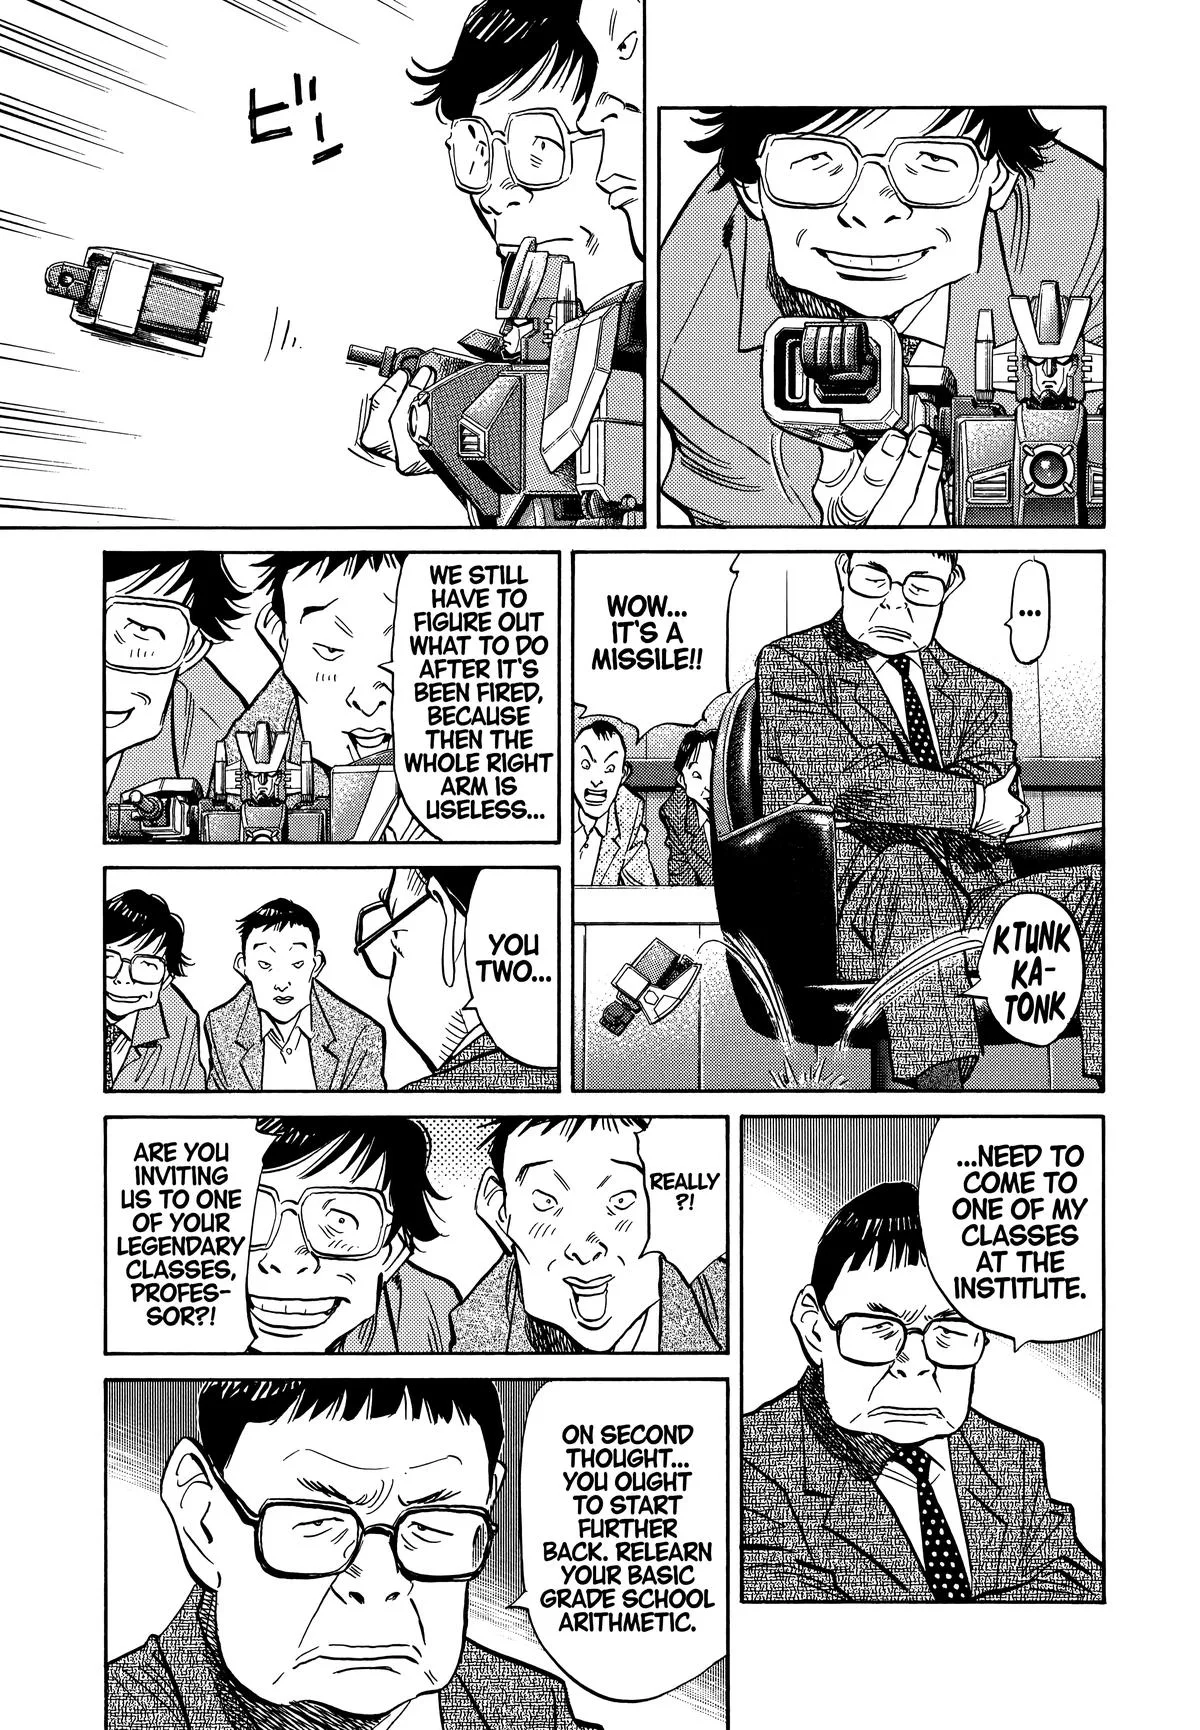 ビッ
WOW...
IT'S A
MISSILE!!
...
KTUNK
KA-
TONK
WE STILL
HAVE TO
FIGURE OUT
WHAT TO DO
AFTER IT'S
BEEN FIRED,
BECAUSE
THEN THE
WHOLE RIGHT
ARM IS
USELESS...
YOU
TWO...
...NEED TO
COME TO
ONE OF MY
CLASSES
AT THE
INSTITUTE.
REALLY
?!
ARE YOU
INVITING
US TO ONE
OF YOUR
LEGENDARY
CLASSES,
PROFES-
SOR?!
ON SECOND
THOUGHT...
YOU OUGHT
TO START
FURTHER
BACK. RELEARN
YOUR BASIC
GRADE SCHOOL
ARITHMETIC.